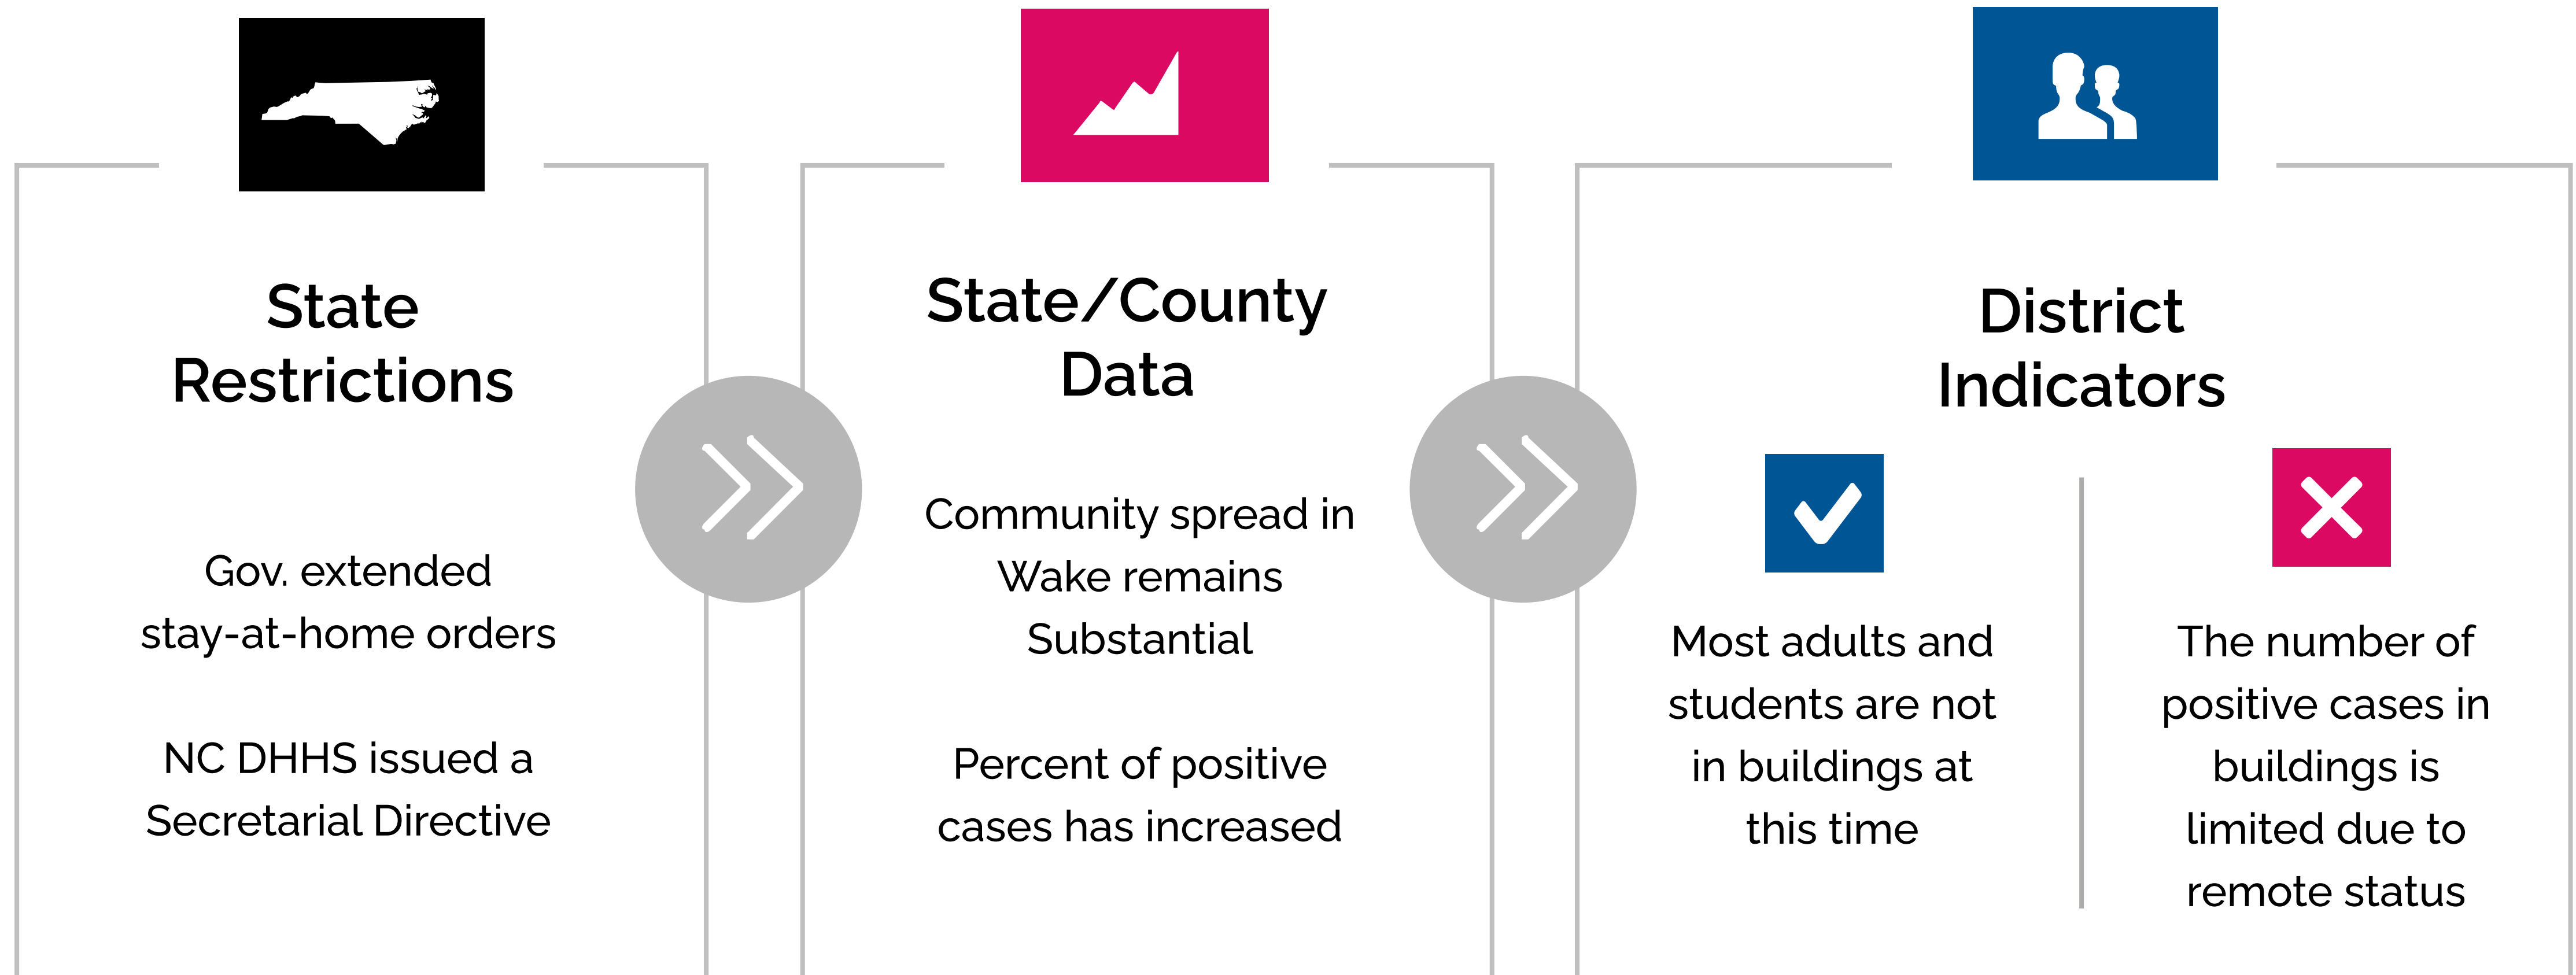 State
Restrictions
Gov. extended
stay-at-home orders
NC DHHS issued a
Secretarial Directive
State/County
Data
Community spread in
Wake remains
Substantial
Percent of positive
cases has increased
District
Indicators
Most adults and
students are not
in buildings at
this time
The number of
positive cases in
buildings is
limited due to
remote status